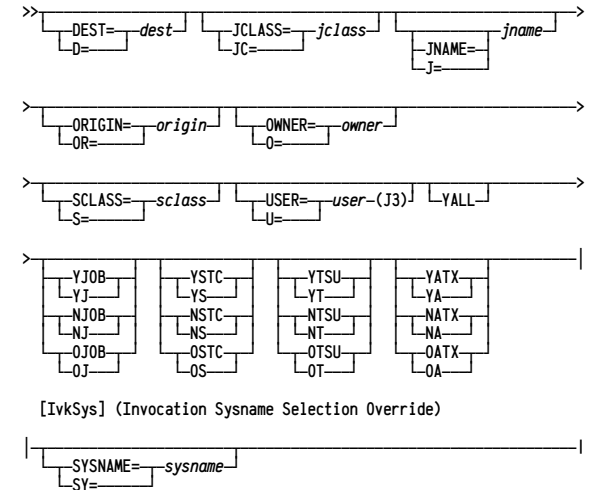 >> DEST= dest JCLASS= jclass jname >
D= JC= JNAME=
J=
> ORIGIN= origin OWNER= owner >
OR= O=
> SCLASS= sclass USER= user (J3) YALL >
S= U=
> YJOB YSTC YTSU YATX
YJ YS YT YA
NJOB NSTC NTSU NATX
NJ NS NT NA
OJOB OSTC OTSU OATX
OJ OS OT OA
[IvkSys] (Invocation Sysname Selection Override)
SYSNAME= sysname
SY=